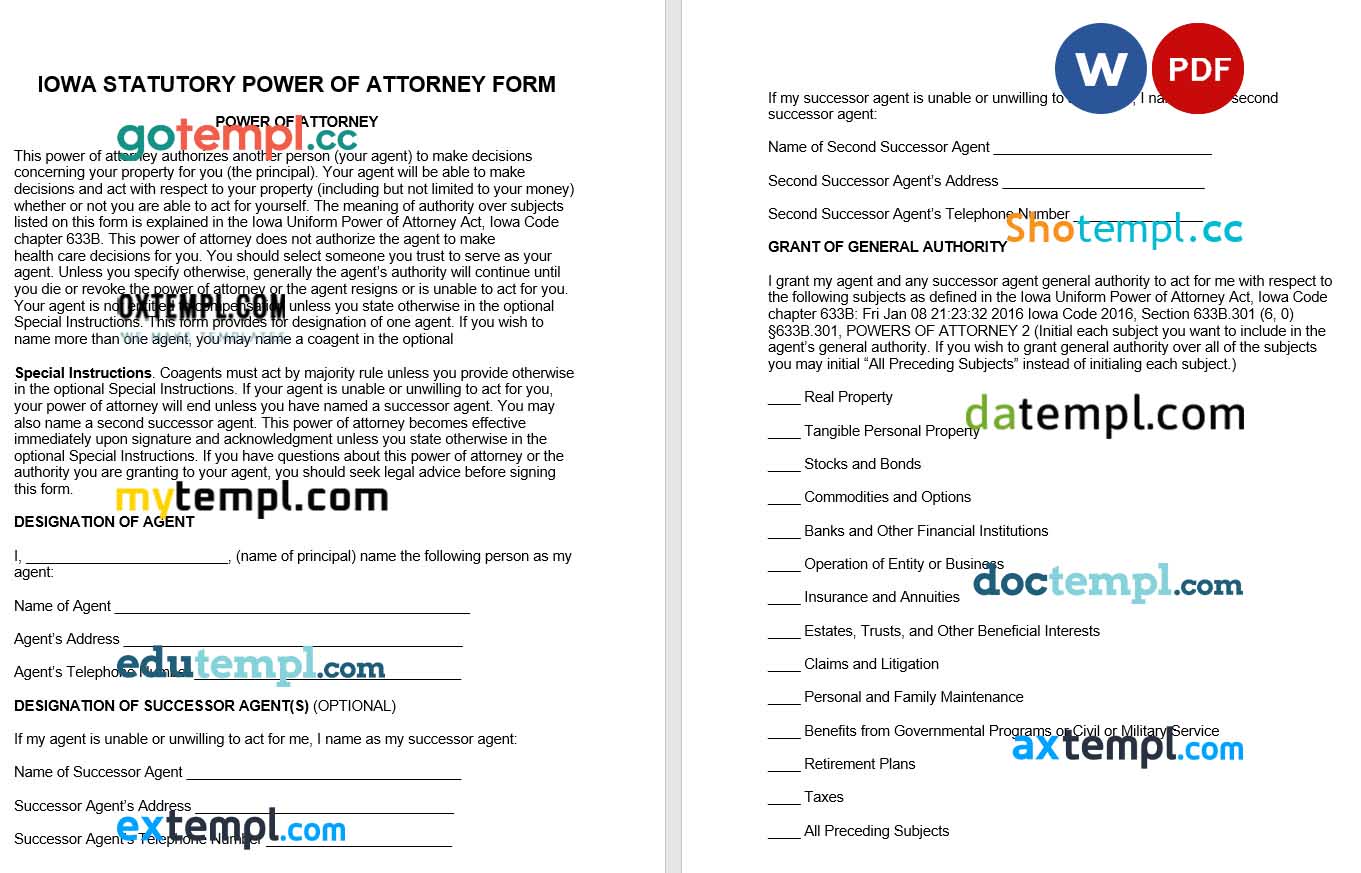 IOWA STATUTORY POWER OF ATTORNEY FORM
POWER OF ATTORNEY
gotempl.cc
This power of attorney authorizes another person (your agent) to make decisions
concerning your property for you (the principal). Your agent will be able to make
decisions and act with respect to your property (including but not limited to your money)
whether or not you are able to act for yourself. The meaning of authority over subjects
listed on this form is explained in the Iowa Uniform Power of Attorney Act, Iowa Code
chapter 633B. This power of attorney does not authorize the agent to make
health care decisions for you. You should select someone you trust to serve as your
agent. Unless you specify otherwise, generally the agent’s authority will continue until
you die or revoke the power of attorney or the agent resigns or is unable to act for you.
Your agent is not entitled to compensation unless you state otherwise in the optional
OXTEMPL.COM
Special Instructions. This form provides for designation of one agent. If you wish to
WE MAKE TEMPLATES
name more than one agent, you may name a coagent in the optional
Special Instructions. Coagents must act by majority rule unless you provide otherwise
in the optional Special Instructions. If your agent is unable or unwilling to act for you,
your power of attorney will end unless you have named a successor agent. You may
also name a second successor agent. This power of attorney becomes effective
immediately upon signature and acknowledgment unless you state otherwise in the
optional Special Instructions. If you have questions about this power of attorney or the
authority you are granting to your agent, you should seek legal advice before signing
this form.
mytempl.com
DESIGNATION OF AGENT
I, _________________________, (name of principal) name the following person as my
agent:
Name of Agent ____________________________________________
Agent’s Address __________________________________________
edutempl.com
Agent’s Telephone Number _________________________________
DESIGNATION OF SUCCESSOR AGENT(S) (OPTIONAL)
If my agent is unable or unwilling to act for me, I name as my successor agent:
Name of Successor Agent __________________________________
Successor Agent’s Address ________________________________
extempl.com
Successor Agent’s Telephone Number _______________________
W PDF
If my successor agent is unable or unwilling to , I na second
successor agent:
Name of Second Successor Agent ___________________________
Second Successor Agent’s Address _________________________
Second Successor Agent’s Telephone Number ________________
Shotempl.cc
GRANT OF GENERAL AUTHORITY
I grant my agent and any successor agent general authority to act for me with respect to
the following subjects as defined in the Iowa Uniform Power of Attorney Act, Iowa Code
chapter 633B: Fri Jan 08 21:23:32 2016 Iowa Code 2016, Section 633B.301 (6, 0)
§633B.301, POWERS OF ATTORNEY 2 (Initial each subject you want to include in the
agent’s general authority. If you wish to grant general authority over all of the subjects
you may initial “All Preceding Subjects” instead of initialing each subject.)
____ Real Property
datempl.com
____ Tangible Personal Property
____ Stocks and Bonds
____ Commodities and Options
____ Banks and Other Financial Institutions
____ Operation of Entity or Business
doctempl.com
____ Insurance and Annuities
____ Estates, Trusts, and Other Beneficial Interests
____ Claims and Litigation
____ Personal and Family Maintenance
____ Benefits from Governmental Programs or Civil or Military Service
axtempl.com
____ Retirement Plans
____ Taxes
____ All Preceding Subjects